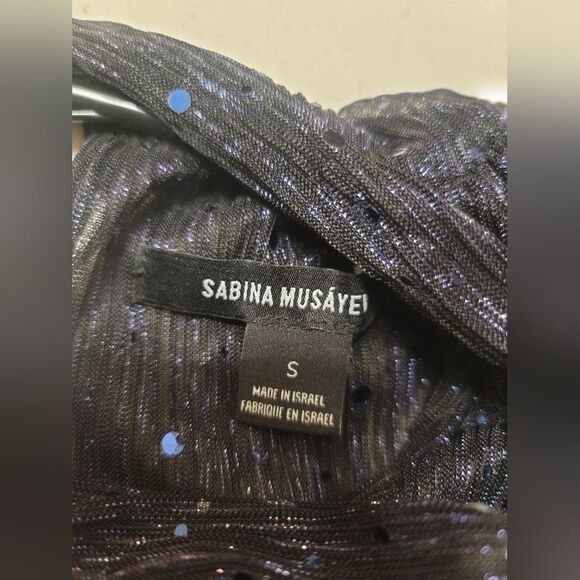 SABINA MUSÁYEV
S
MADE IN ISRAEL
FABRIQUE EN ISRAEL